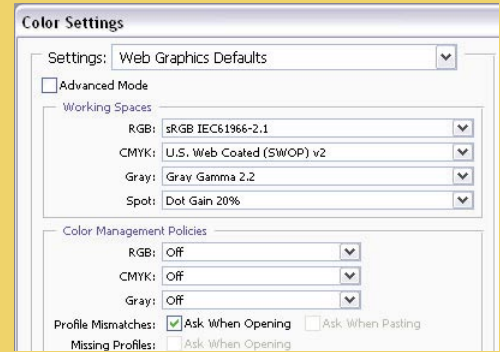 Color Settings
Settings: Web Graphics Defaults
Advanced Mode
Working Spaces
RGB: sRGB IEC61966-2.1
CMYK: U.S. Web Coated (SWOP) v2
Gray: Gray Gamma 2.2
Spot: Dot Gain 20%
Color Management Policies
RGB: Off
CMYK: Off
Gray: Off
Profile Mismatches: Ask When Opening Ask When Pasting
Missing Profiles: Ask When Opening